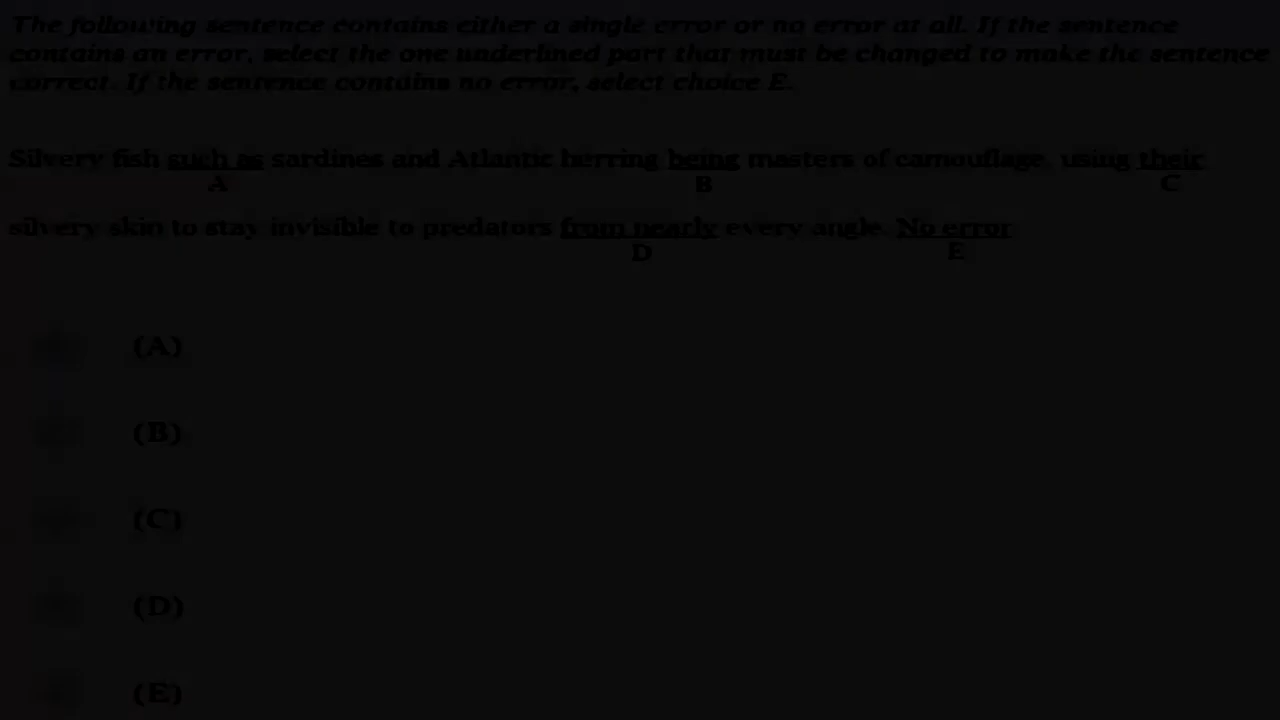 The following sentence contains either a single error or no error at all. If the sentence
contains an error, select the one underlined part that must be changed to make the sentence
correct. If the sentence contains no error, select choice E.
Silvery fish such as sardines and Atlantic herring being masters of camouflage, using their
A B C
silvery skin to stay invisible to predators from nearly every angle. No error
D E
(A)
(B)
(C)
(D)
(E)